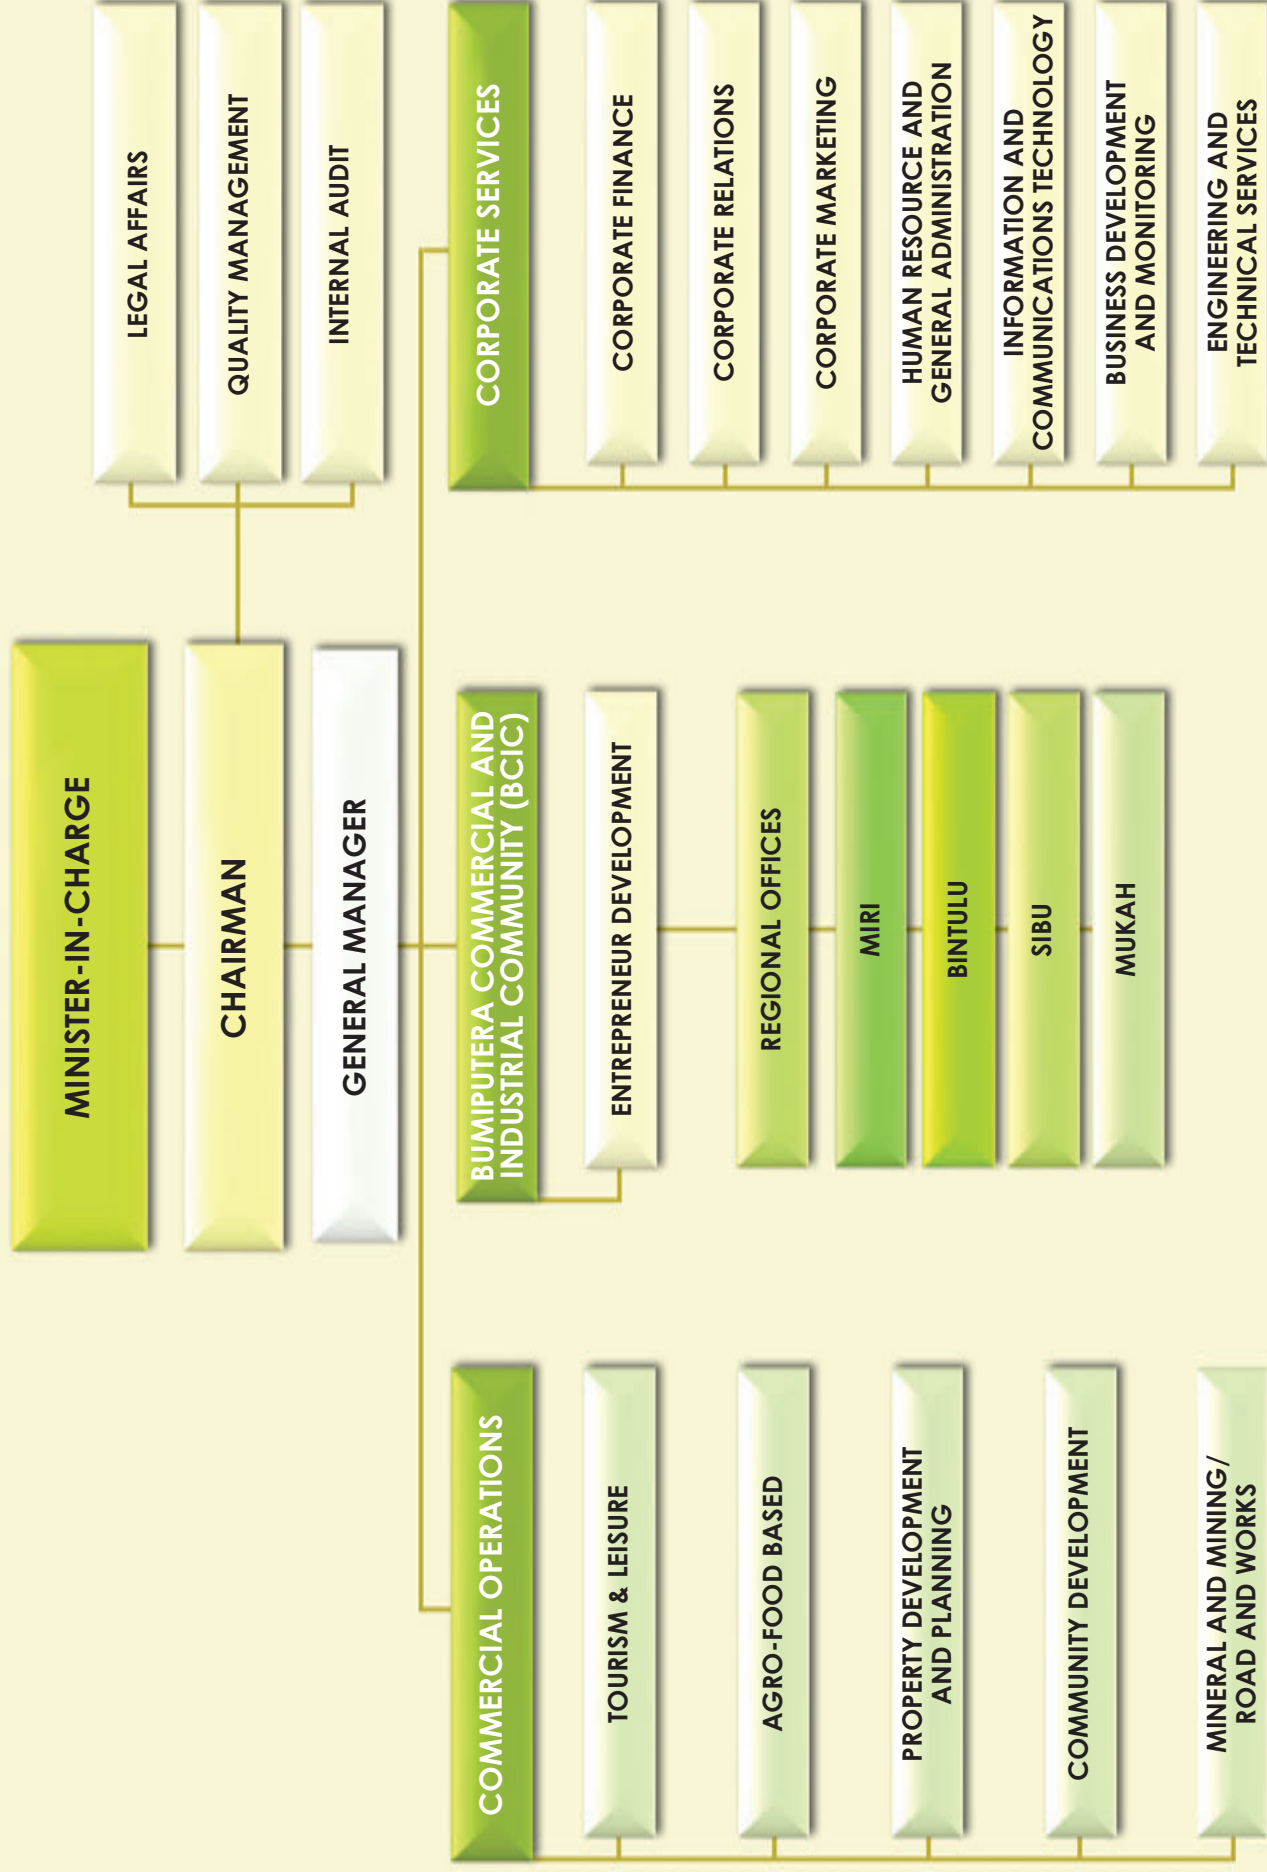 MINISTER-IN-CHARGE
CHAIRMAN
GENERAL MANAGER
LEGAL AFFAIRS
QUALITY MANAGEMENT
INTERNAL AUDIT
COMMERCIAL OPERATIONS
TOURISM & LEISURE
AGRO-FOOD BASED
PROPERTY DEVELOPMENT
AND PLANNING
COMMUNITY DEVELOPMENT
MINERAL AND MINING/
ROAD AND WORKS
BUMIPUTERA COMMERCIAL AND
INDUSTRIAL COMMUNITY (BCIC)
ENTREPRENEUR DEVELOPMENT
REGIONAL OFFICES
MIRI
BINTULU
SIBU
MUKAH
CORPORATE SERVICES
CORPORATE FINANCE
CORPORATE RELATIONS
CORPORATE MARKETING
HUMAN RESOURCE AND
GENERAL ADMINISTRATION
INFORMATION AND
COMMUNICATIONS TECHNOLOGY
BUSINESS DEVELOPMENT
AND MONITORING
ENGINEERING AND
TECHNICAL SERVICES